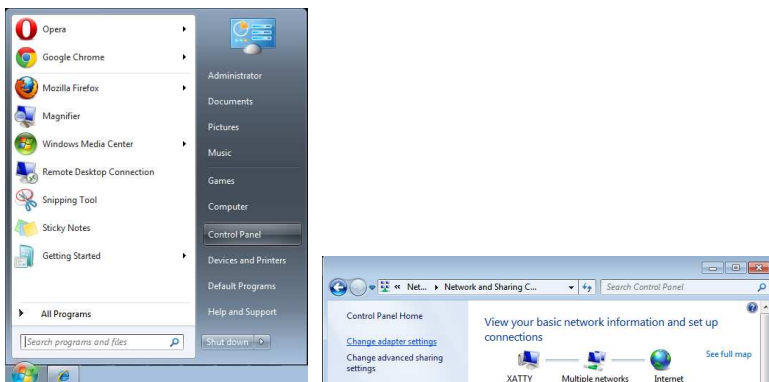 Opera
Google Chrome
Mozilla Firefox
Magnifier
Windows Media Center
Remote Desktop Connection
Snipping Tool
Sticky Notes
Getting Started
All Programs
Search programs and files
Administrator
Documents
Pictures
Music
Games
Computer
Control Panel
Devices and Printers
Default Programs
Help and Support
Shut down
« Net... Network and Sharing C...
Search Control Panel
Control Panel Home
Change adapter settings
Change advanced sharing
settings
View your basic network information and set up
connections
See full map
XATTY Multiple networks Internet